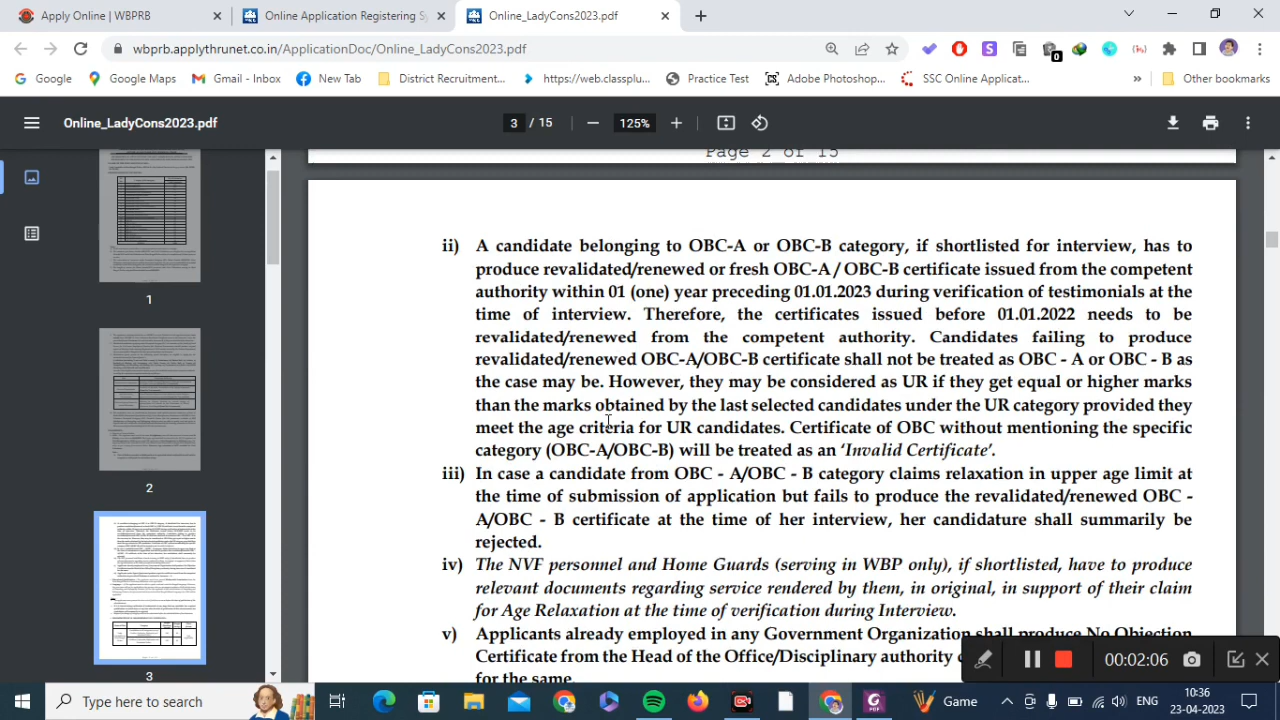 Apply Online | WBPRB
Online Application Registering Sy
Online_LadyCons2023.pdf
wbprb.applythrunet.co.in/ApplicationDoc/Online_LadyCons2023.pdf
Google
Google Maps
Gmail - Inbox
New Tab
District Recruitment...
https://web.classplu...
Practice Test
Adobe Photoshop...
SSC Online Applicat...
»
Other bookmarks
Online_LadyCons2023.pdf
3 / 15
125%
Page 2 of 15
ii) A candidate belonging to OBC-A or OBC-B category, if shortlisted for interview, has to
produce revalidated/renewed or fresh OBC-A / OBC-B certificate issued from the competent
authority within 01 (one) year preceding 01.01.2023 during verification of testimonials at the
time of interview. Therefore, the certificates issued before 01.01.2022 needs to be
revalidated/renewed from the competent authority. Candidates failing to produce
revalidated/renewed OBC-A/OBC-B certificate shall not be treated as OBC - A or OBC - B as
the case may be. However, they may be considered as UR if they get equal or higher marks
than the marks obtained by the last selected candidates under the UR category provided they
meet the age criteria for UR candidates. Certificate of OBC without mentioning the specific
category (OBC-A/OBC-B) will be treated as an 'Invalid Certificate'.
iii) In case a candidate from OBC - A/OBC - B category claims relaxation in upper age limit at
the time of submission of application but fails to produce the revalidated/renewed OBC -
A/OBC - B certificate at the time of her interview, her candidature shall summarily be
rejected.
iv) The NVF personnel and Home Guards (serving in WBP only), if shortlisted, have to produce
relevant documents regarding service rendered by them, in original, in support of their claim
for Age Relaxation at the time of verification during Interview.
v) Applicants already employed in any Government Organization shall produce No Objection
Certificate from the Head of the Office/Disciplinary authority
for the same.
1
2
3
00:02:06
Type here to search
Game
ENG
10:36
23-04-2023